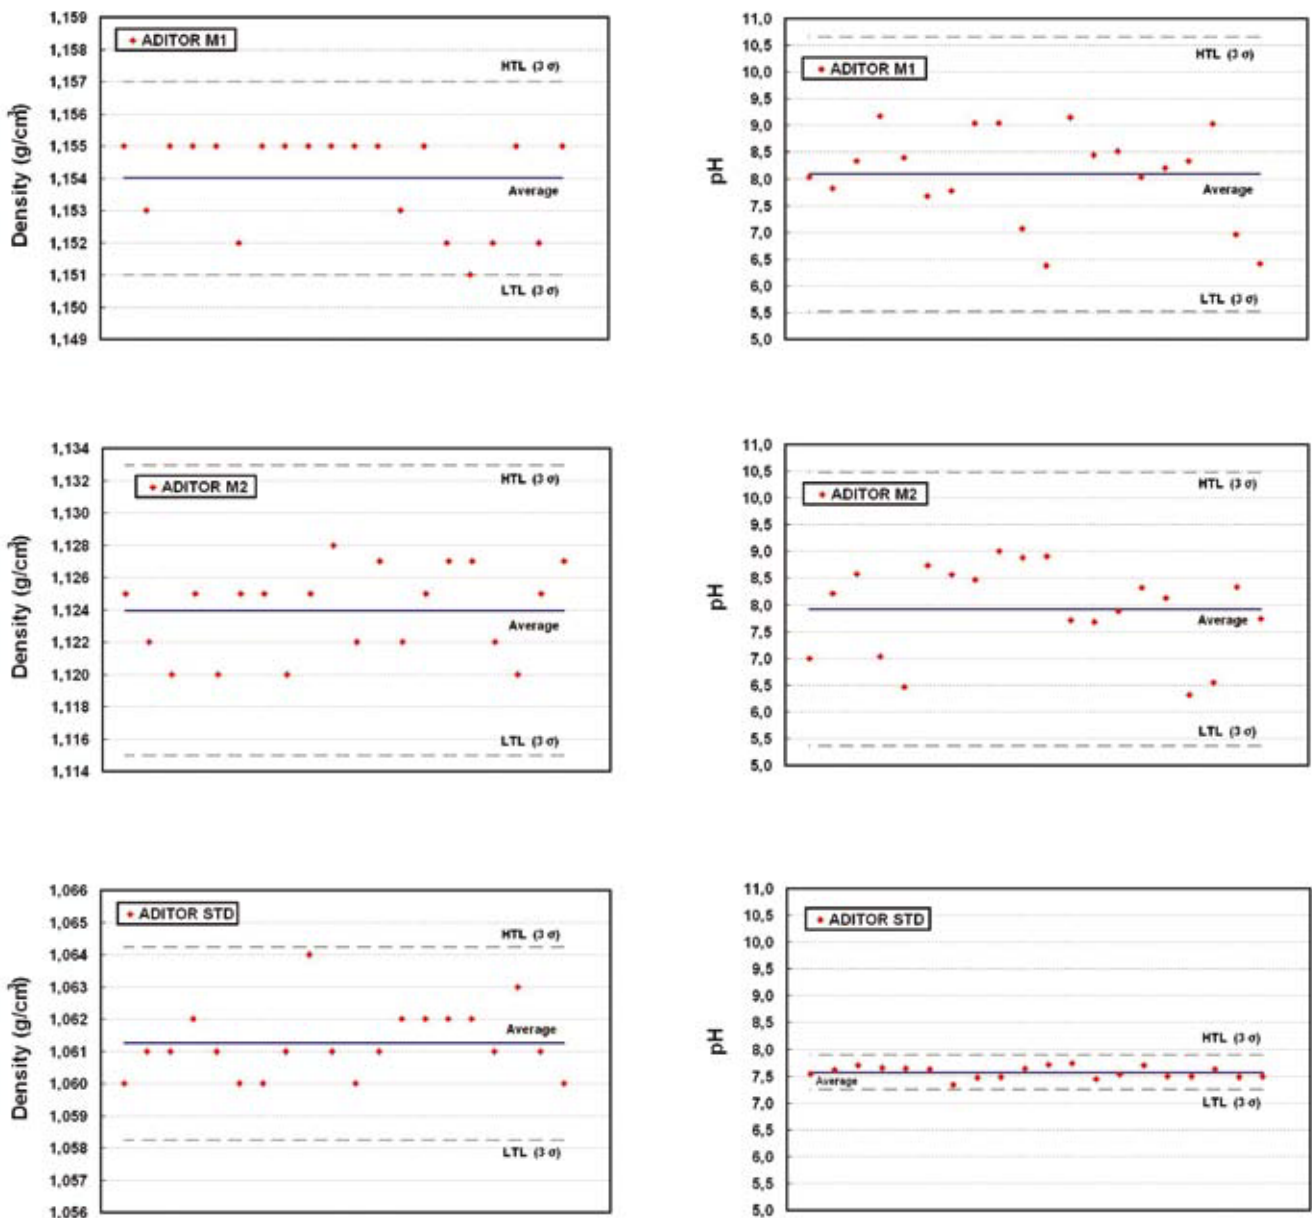 1,159
1,158
1,157
1,156
1,155
1,154
1,153
1,152
1,151
1,150
1,149
Density (g/cm³)
ADITOR M1
HTL (3 σ)
Average
LTL (3 σ)
11,0
10,5
10,0
9,5
9,0
8,5
8,0
7,5
7,0
6,5
6,0
5,5
5,0
pH
ADITOR M1
HTL (3 σ)
Average
LTL (3 σ)
1,134
1,132
1,130
1,128
1,126
1,124
1,122
1,120
1,118
1,116
1,114
Density (g/cm³)
ADITOR M2
HTL (3 σ)
Average
LTL (3 σ)
11,0
10,5
10,0
9,5
9,0
8,5
8,0
7,5
7,0
6,5
6,0
5,5
5,0
pH
ADITOR M2
HTL (3 σ)
Average
LTL (3 σ)
1,066
1,065
1,064
1,063
1,062
1,061
1,060
1,059
1,058
1,057
1,056
Density (g/cm³)
ADITOR STD
HTL (3 σ)
Average
LTL (3 σ)
11,0
10,5
10,0
9,5
9,0
8,5
8,0
7,5
7,0
6,5
6,0
5,5
5,0
pH
ADITOR STD
HTL (3 σ)
Average
LTL (3 σ)